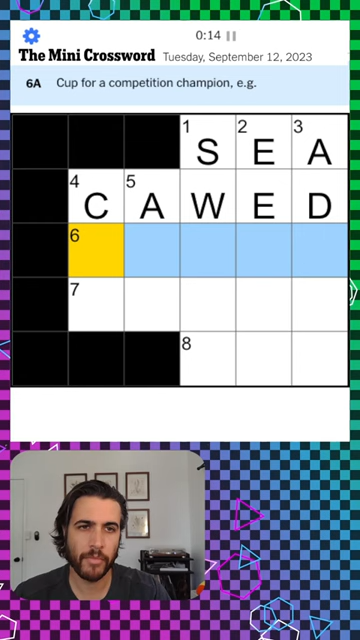 0:14
The Mini Crossword Tuesday, September 12, 2023
6A Cup for a competition champion, e.g.
1 2 3
S E A
4 5
C A W E D
6
7
8